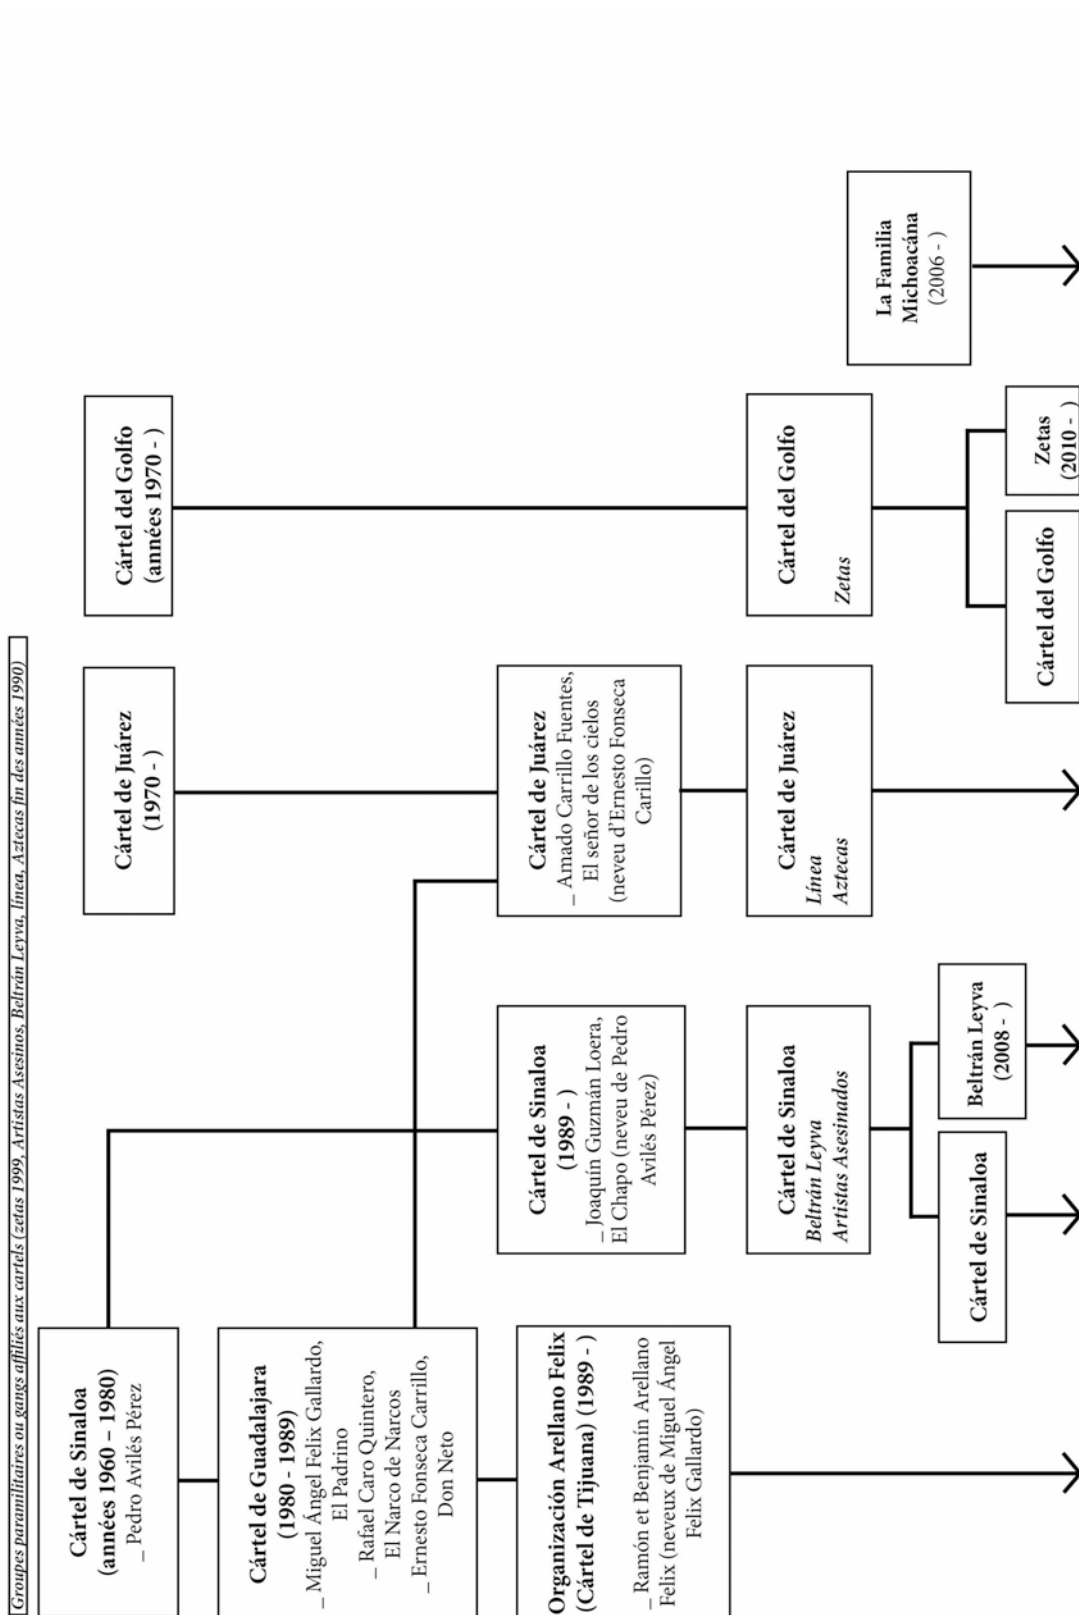 Groupes paramilitaires ou gangs affiliés aux cartels (zetas 1999, Artistas Asesinos, Beltrán Leyva, línea, Aztecas fin des années 1990)
Cártel de Sinaloa
(années 1960 – 1980)
_ Pedro Avilés Pérez
Cártel de Juárez
(1970 - )
Cártel del Golfo
(années 1970 - )
Cártel de Guadalajara
(1980 - 1989)
_ Miguel Ángel Felix Gallardo,
El Padrino
_ Rafael Caro Quintero,
El Narco de Narcos
_ Ernesto Fonseca Carrillo,
Don Neto
Organización Arellano Felix
(Cártel de Tijuana) (1989 - )
_ Ramón et Benjamín Arellano
Felix (neveux de Miguel Ángel
Felix Gallardo)
Cártel de Sinaloa
(1989 - )
_ Joaquín Guzmán Loera,
El Chapo (neveu de Pedro
Avilés Pérez)
Cártel de Juárez
_ Amado Carrillo Fuentes,
El señor de los cielos
(neveu d'Ernesto Fonseca
Carillo)
Cártel de Sinaloa
Beltrán Leyva
Artistas Asesinados
Cártel de Juárez
Línea
Aztecas
Cártel del Golfo
Zetas
La Familia
Michoacána
(2006 - )
Cártel de Sinaloa
Beltrán Leyva
(2008 - )
Cártel del Golfo
Zetas
(2010 - )